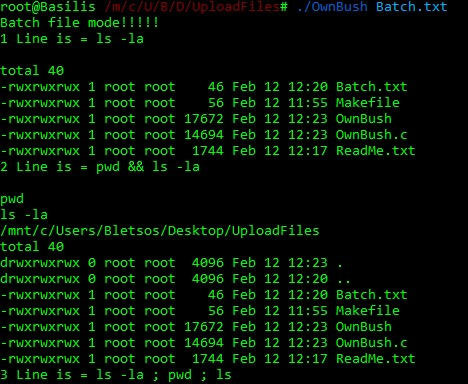 root@Basilis /m/c/U/B/D/UploadFiles# ./OwnBush Batch.txt
Batch file mode!!!!!
1 Line is = ls -la
total 40
-rwxrwxrwx 1 root root    46 Feb 12 12:20 Batch.txt
-rwxrwxrwx 1 root root    56 Feb 12 11:55 Makefile
-rwxrwxrwx 1 root root 17672 Feb 12 12:23 OwnBush
-rwxrwxrwx 1 root root 14694 Feb 12 12:23 OwnBush.c
-rwxrwxrwx 1 root root  1744 Feb 12 12:17 ReadMe.txt
2 Line is = pwd && ls -la
pwd
ls -la
/mnt/c/Users/Bletsos/Desktop/UploadFiles
total 40
drwxrwxrwx 0 root root  4096 Feb 12 12:23 .
drwxrwxrwx 0 root root  4096 Feb 12 12:20 ..
-rwxrwxrwx 1 root root    46 Feb 12 12:20 Batch.txt
-rwxrwxrwx 1 root root    56 Feb 12 11:55 Makefile
-rwxrwxrwx 1 root root 17672 Feb 12 12:23 OwnBush
-rwxrwxrwx 1 root root 14694 Feb 12 12:23 OwnBush.c
-rwxrwxrwx 1 root root  1744 Feb 12 12:17 ReadMe.txt
3 Line is = ls -la ; pwd ; ls